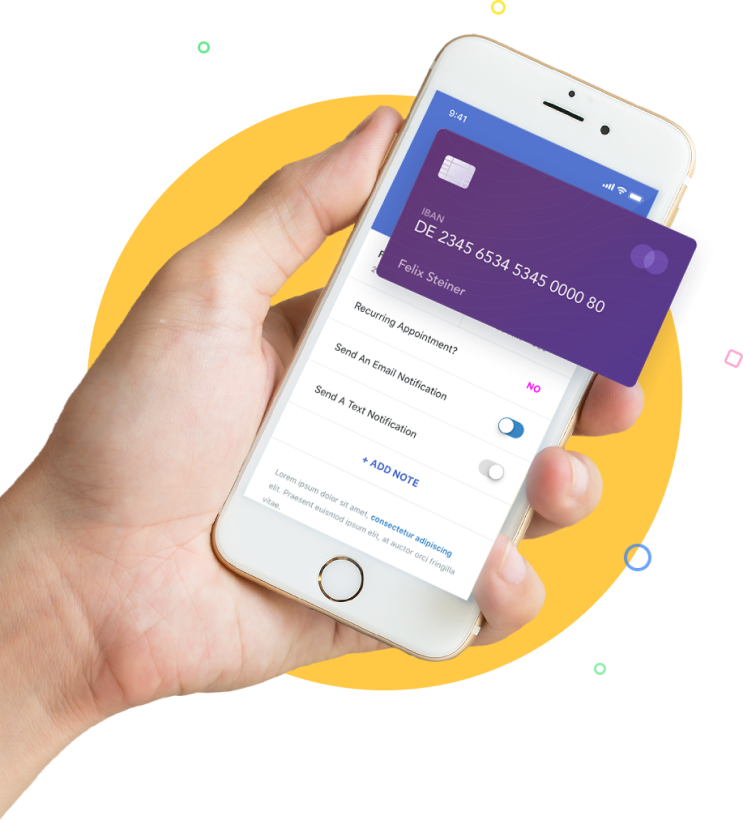 9:41
IBAN
DE 2345 6534 5345 0000 80
Felix Steiner
Recurring Appointment?
NO
Send An Email Notification
Send A Text Notification
+ ADD NOTE
Lorem ipsum dolor sit amet, consectetur adipiscing
elit. Praesent euismod ipsum elit, at auctor orci fringilla
vitae.